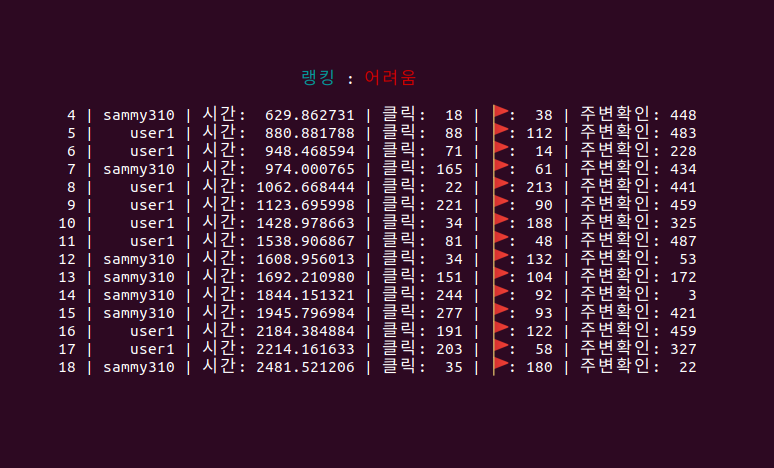 랭킹 : 어려움
4 | sammy310 | 시간: 629.862731 | 클릭: 18 | 🚩: 38 | 주변확인: 448
5 | user1 | 시간: 880.881788 | 클릭: 88 | 🚩: 112 | 주변확인: 483
6 | user1 | 시간: 948.468594 | 클릭: 71 | 🚩: 14 | 주변확인: 228
7 | sammy310 | 시간: 974.000765 | 클릭: 165 | 🚩: 61 | 주변확인: 434
8 | user1 | 시간: 1062.668444 | 클릭: 22 | 🚩: 213 | 주변확인: 441
9 | user1 | 시간: 1123.695998 | 클릭: 221 | 🚩: 90 | 주변확인: 459
10 | user1 | 시간: 1428.978663 | 클릭: 34 | 🚩: 188 | 주변확인: 325
11 | user1 | 시간: 1538.906867 | 클릭: 81 | 🚩: 48 | 주변확인: 487
12 | sammy310 | 시간: 1608.956013 | 클릭: 34 | 🚩: 132 | 주변확인: 53
13 | sammy310 | 시간: 1692.210980 | 클릭: 151 | 🚩: 104 | 주변확인: 172
14 | sammy310 | 시간: 1844.151321 | 클릭: 244 | 🚩: 92 | 주변확인: 3
15 | sammy310 | 시간: 1945.796984 | 클릭: 277 | 🚩: 93 | 주변확인: 421
16 | user1 | 시간: 2184.384884 | 클릭: 191 | 🚩: 122 | 주변확인: 459
17 | user1 | 시간: 2214.161633 | 클릭: 203 | 🚩: 58 | 주변확인: 327
18 | sammy310 | 시간: 2481.521206 | 클릭: 35 | 🚩: 180 | 주변확인: 22